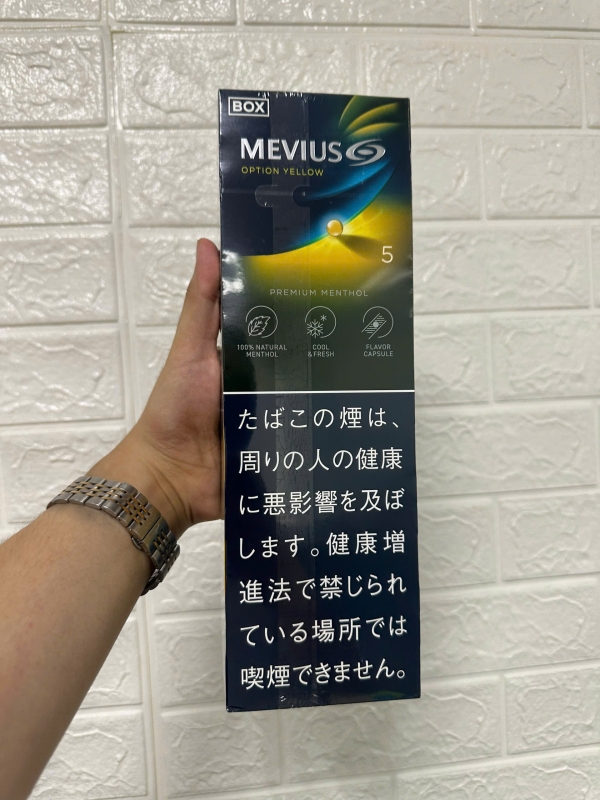 BOX
MEVIUS
OPTION YELLOW
5
PREMIUM MENTHOL
100% NATURAL
MENTHOL
COOL
& FRESH
FLAVOR
CAPSULE
たばこの煙は、
周りの人の健康
に悪影響を及ぼ
します。健康増
進法で禁じられ
ている場所では
喫煙できません。